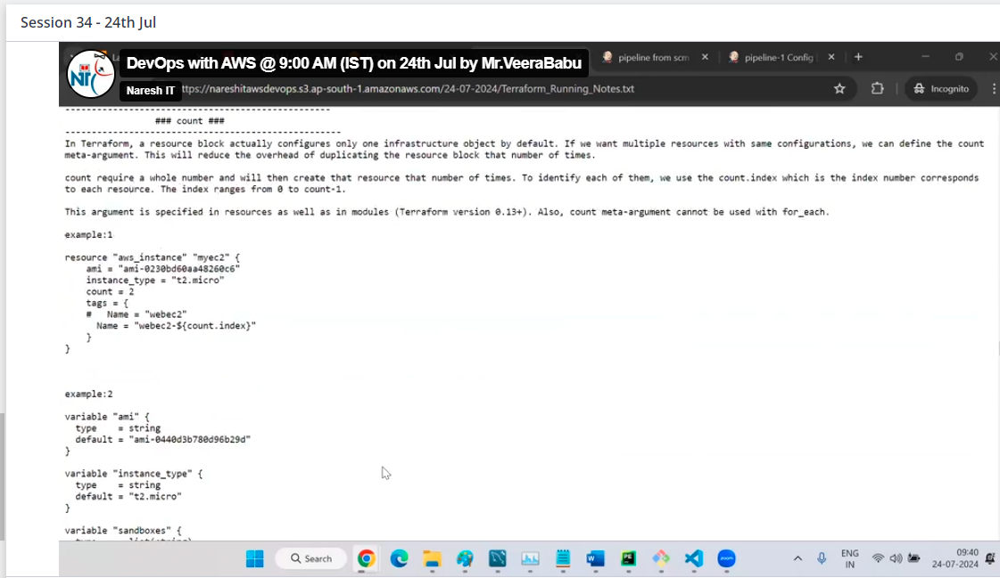 Session 34 - 24th Jul
DevOps with AWS @ 9:00 AM (IST) on 24th Jul by Mr.VeeraBabu
pipeline from scm
pipeline-1 Config
NIT
Naresh IT
ttps://nareshitawsdevops.s3.ap-south-1.amazonaws.com/24-07-2024/Terraform_Running_Notes.txt
Incognito
--------------------------------------------------
### count ###
----------------------------------------------------
In Terraform, a resource block actually configures only one infrastructure object by default. If we want multiple resources with same configurations, we can define the count
meta-argument. This will reduce the overhead of duplicating the resource block that number of times.
count require a whole number and will then create that resource that number of times. To identify each of them, we use the count.index which is the index number corresponds
to each resource. The index ranges from 0 to count-1.
This argument is specified in resources as well as in modules (Terraform version 0.13+). Also, count meta-argument cannot be used with for_each.
example:1
resource "aws_instance" "myec2" {
    ami = "ami-0230bd60aa48260c6"
    instance_type = "t2.micro"
    count = 2
    tags = {
    #   Name = "webec2"
      Name = "webec2-${count.index}"
    }
}
example:2
variable "ami" {
  type    = string
  default = "ami-0440d3b780d96b29d"
}
variable "instance_type" {
  type    = string
  default = "t2.micro"
}
variable "sandboxes" {
Search
zoom
ENG
IN
09:40
24-07-2024